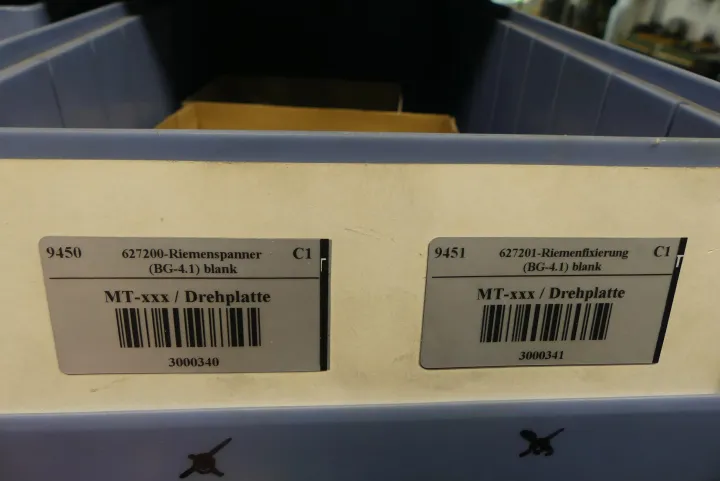 9450 627200-Riemenspanner C1
(BG-4.1) blank
MT-xxx / Drehplatte
3000340
9451 627201-Riemenfixierung C1
(BG-4.1) blank
MT-xxx / Drehplatte
3000341